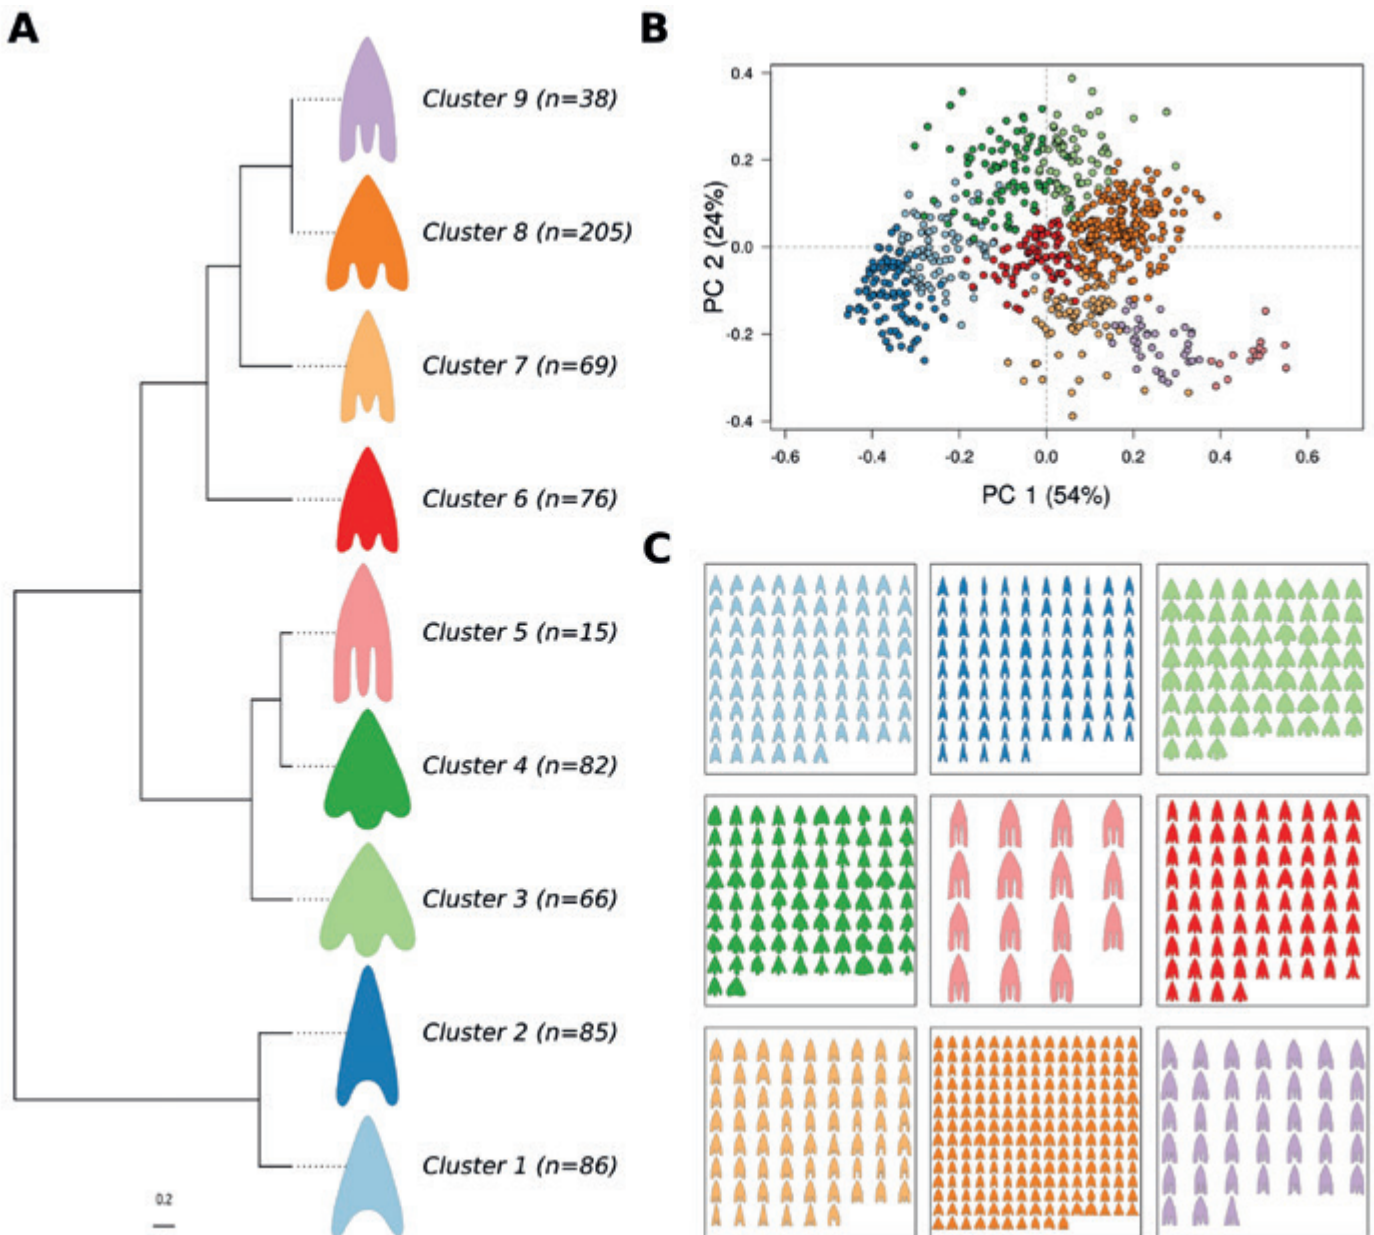 A
Cluster 9 (n=38)
Cluster 8 (n=205)
Cluster 7 (n=69)
Cluster 6 (n=76)
Cluster 5 (n=15)
Cluster 4 (n=82)
Cluster 3 (n=66)
Cluster 2 (n=85)
Cluster 1 (n=86)
0.2
B
PC 2 (24%)
0.4
0.2
0.0
-0.2
-0.4
-0.6 -0.4 -0.2 0.0 0.2 0.4 0.6
PC 1 (54%)
C